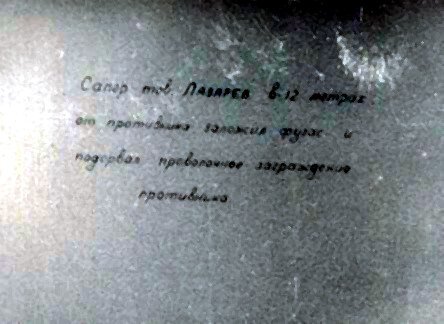 Сапер тов. ЛАЗАРЕВ в 12 метрах
от противника заложил фугас и
подорвал проволочное заграждение
противника